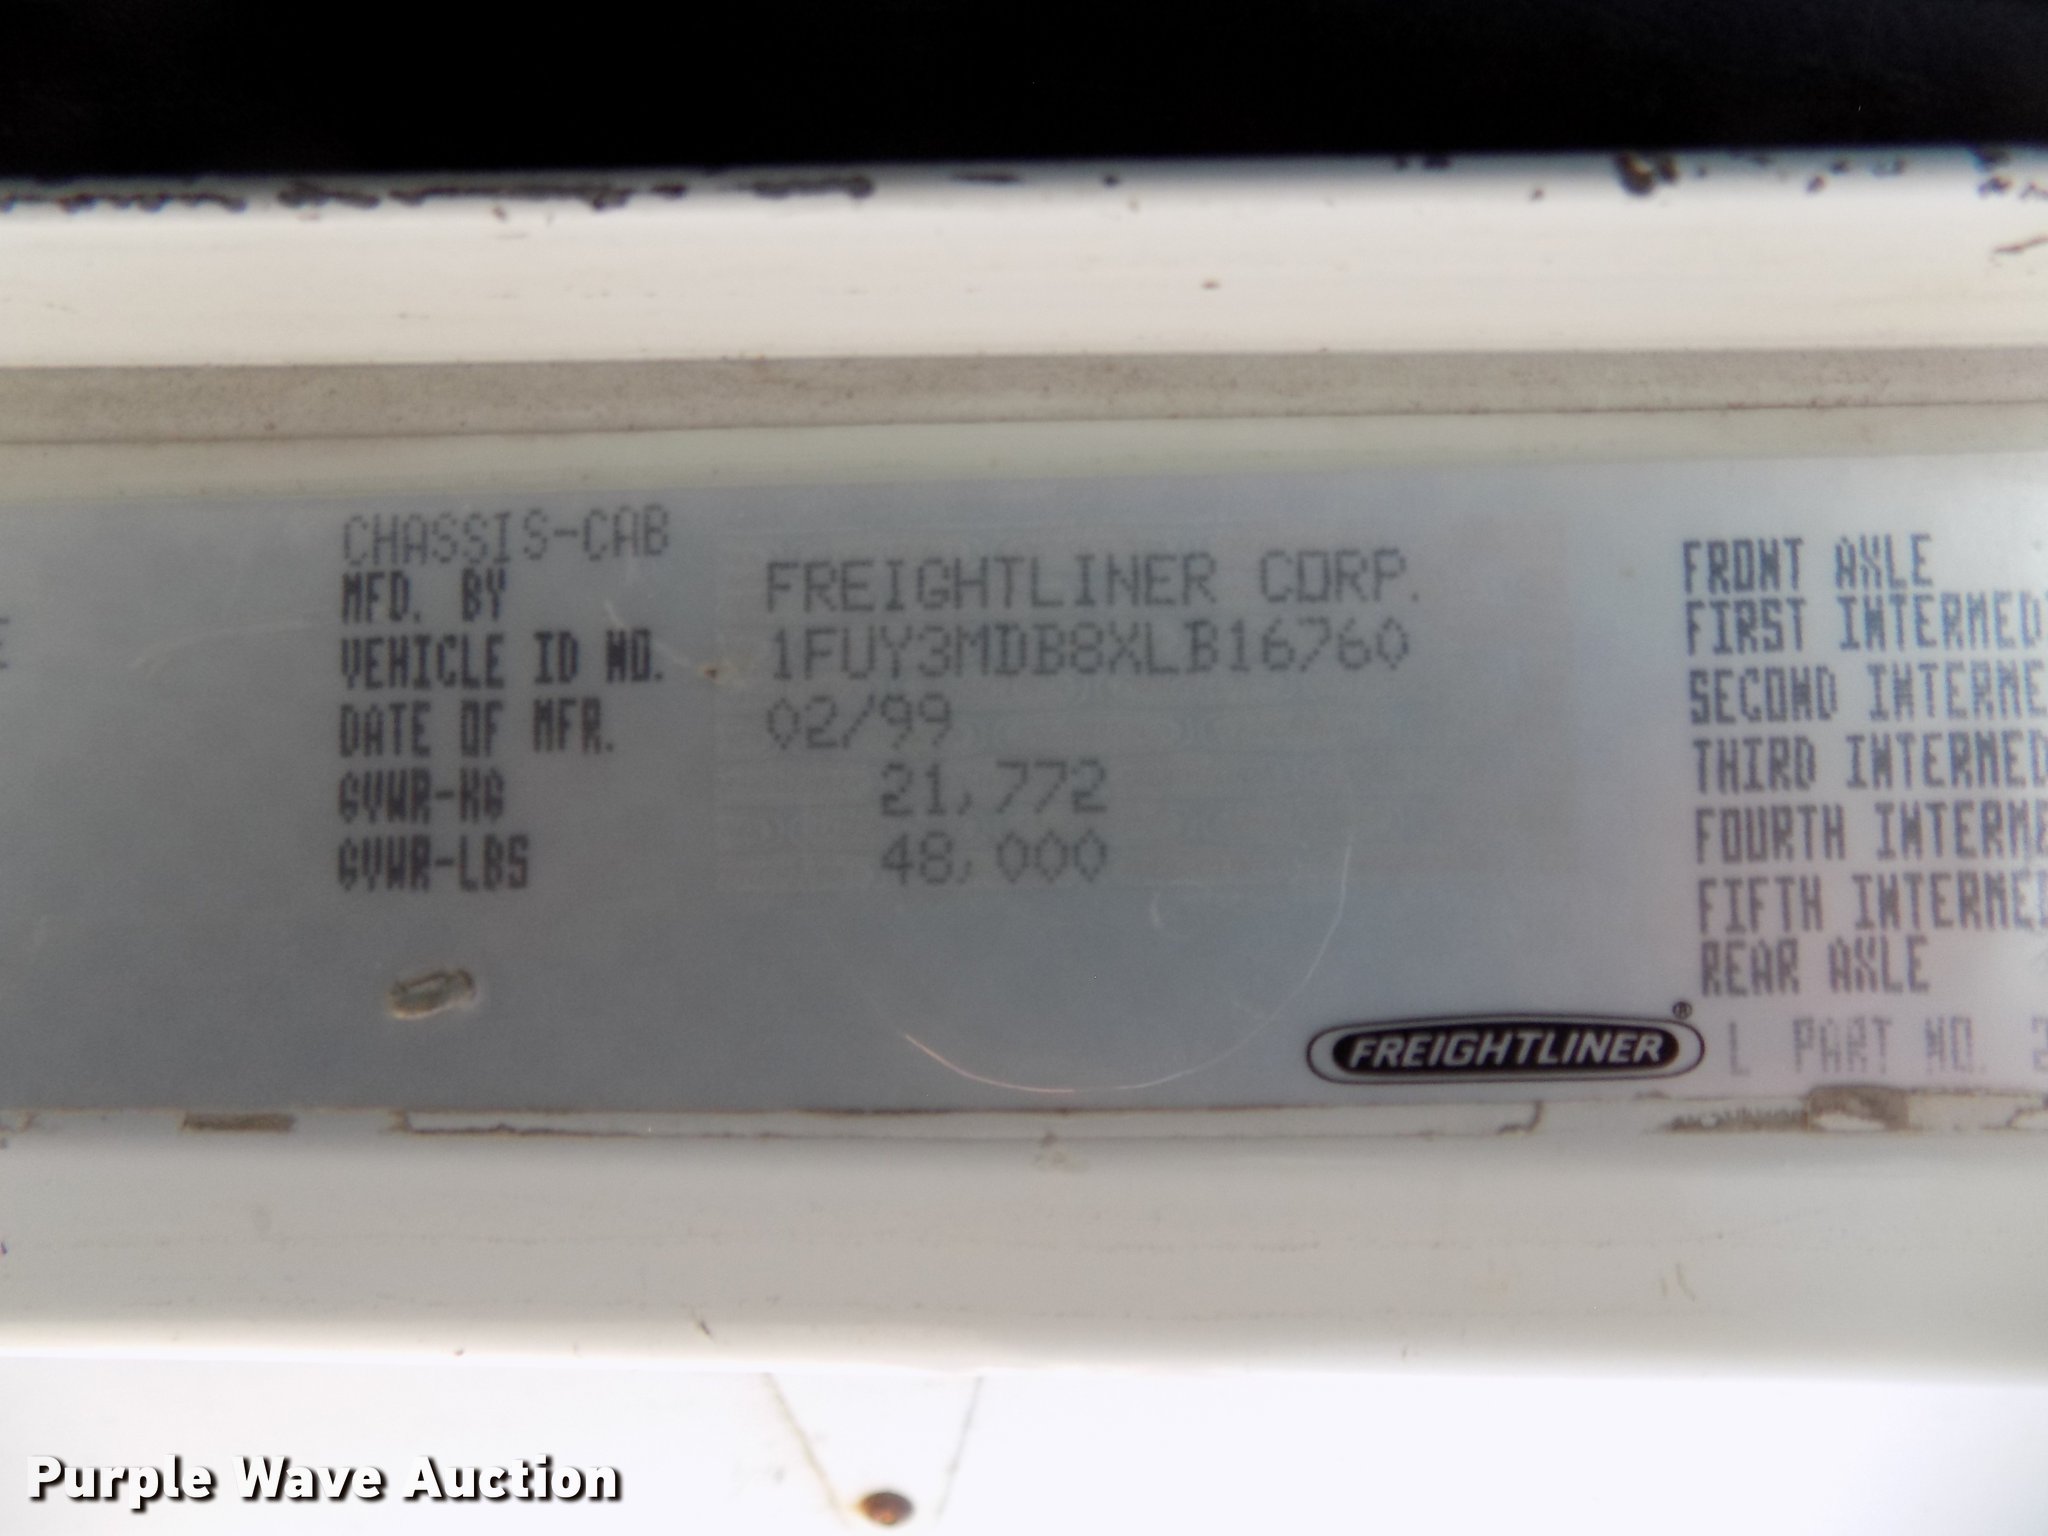 CHASSIS-CAB
MFD. BY FREIGHTLINER CORP.
VEHICLE ID NO. 1FUY3MDB8XLB16760
DATE OF MFR. 02/99
GVWR-KG 21,772
GVWR-LBS 48,000
FRONT AXLE
FIRST INTERMED
SECOND INTERME
THIRD INTERMED
FOURTH INTERME
FIFTH INTERMED
REAR AXLE
FREIGHTLINER®
L PART NO. 2
Purple Wave Auction